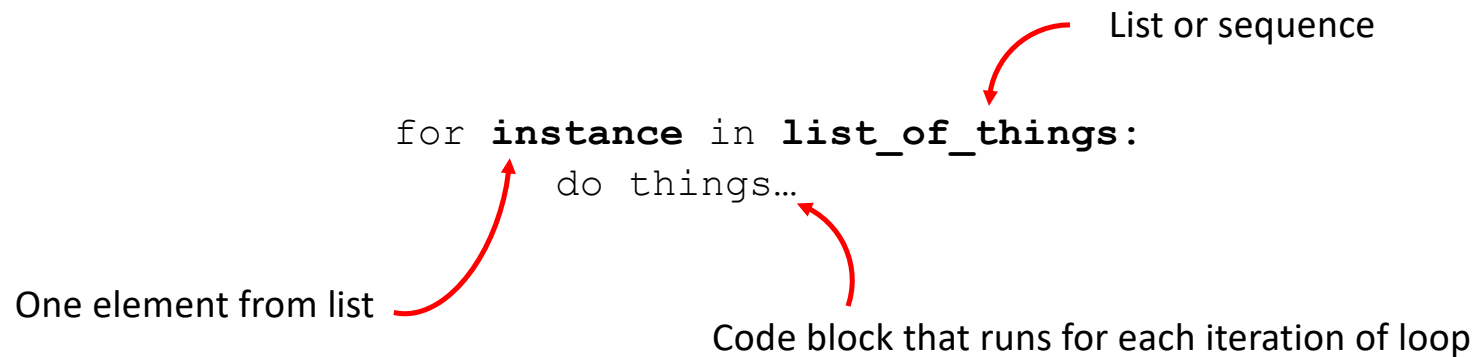 List or sequence
for instance in list_of_things:
do things…
One element from list
Code block that runs for each iteration of loop